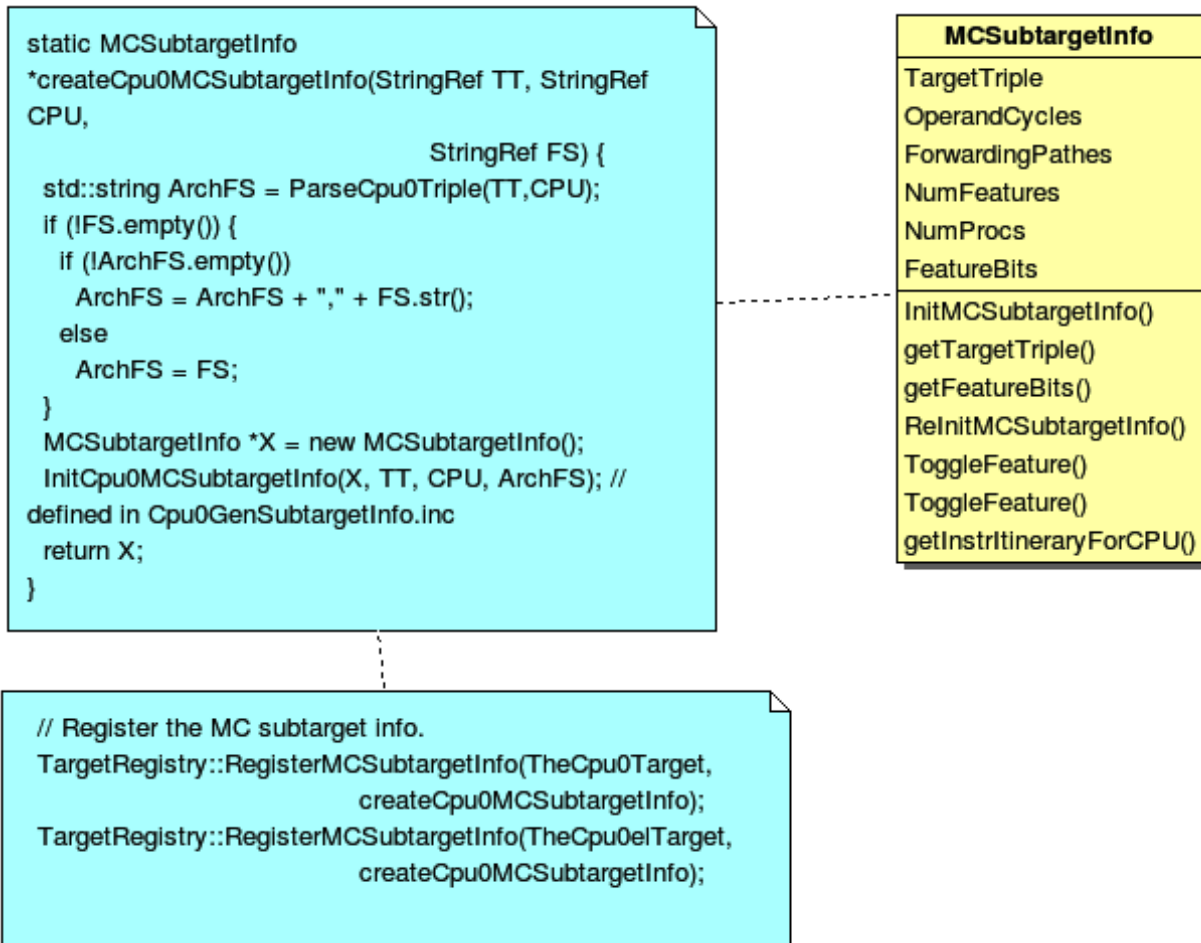 static MCSubtargetInfo
*createCpu0MCSubtargetInfo(StringRef TT, StringRef
CPU,
StringRef FS) {
std::string ArchFS = ParseCpu0Triple(TT,CPU);
if (!FS.empty()) {
if (!ArchFS.empty())
ArchFS = ArchFS + "," + FS.str();
else
ArchFS = FS;
}
MCSubtargetInfo *X = new MCSubtargetInfo();
InitCpu0MCSubtargetInfo(X, TT, CPU, ArchFS); //
defined in Cpu0GenSubtargetInfo.inc
return X;
}
MCSubtargetInfo
TargetTriple
OperandCycles
ForwardingPathes
NumFeatures
NumProcs
FeatureBits
InitMCSubtargetInfo()
getTargetTriple()
getFeatureBits()
ReInitMCSubtargetInfo()
ToggleFeature()
ToggleFeature()
getInstrItineraryForCPU()
// Register the MC subtarget info.
TargetRegistry::RegisterMCSubtargetInfo(TheCpu0Target,
createCpu0MCSubtargetInfo);
TargetRegistry::RegisterMCSubtargetInfo(TheCpu0elTarget,
createCpu0MCSubtargetInfo);